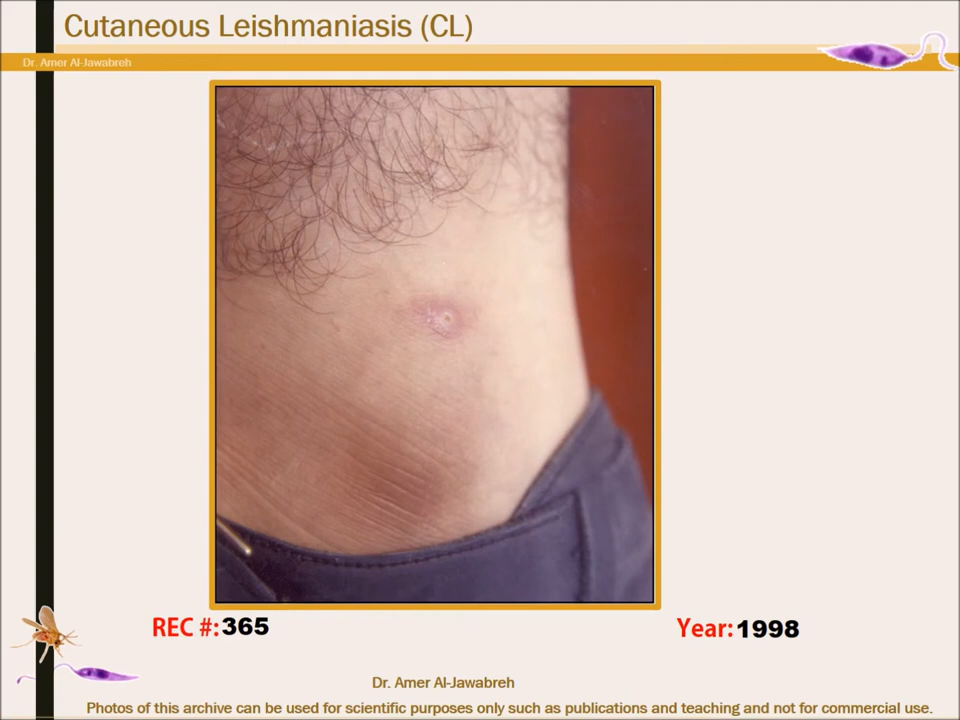 Cutaneous Leishmaniasis (CL)
Dr. Amer Al-Jawabreh
REC #:365
Year:1998
Dr. Amer Al-Jawabreh
Photos of this archive can be used for scientific purposes only such as publications and teaching and not for commercial use.